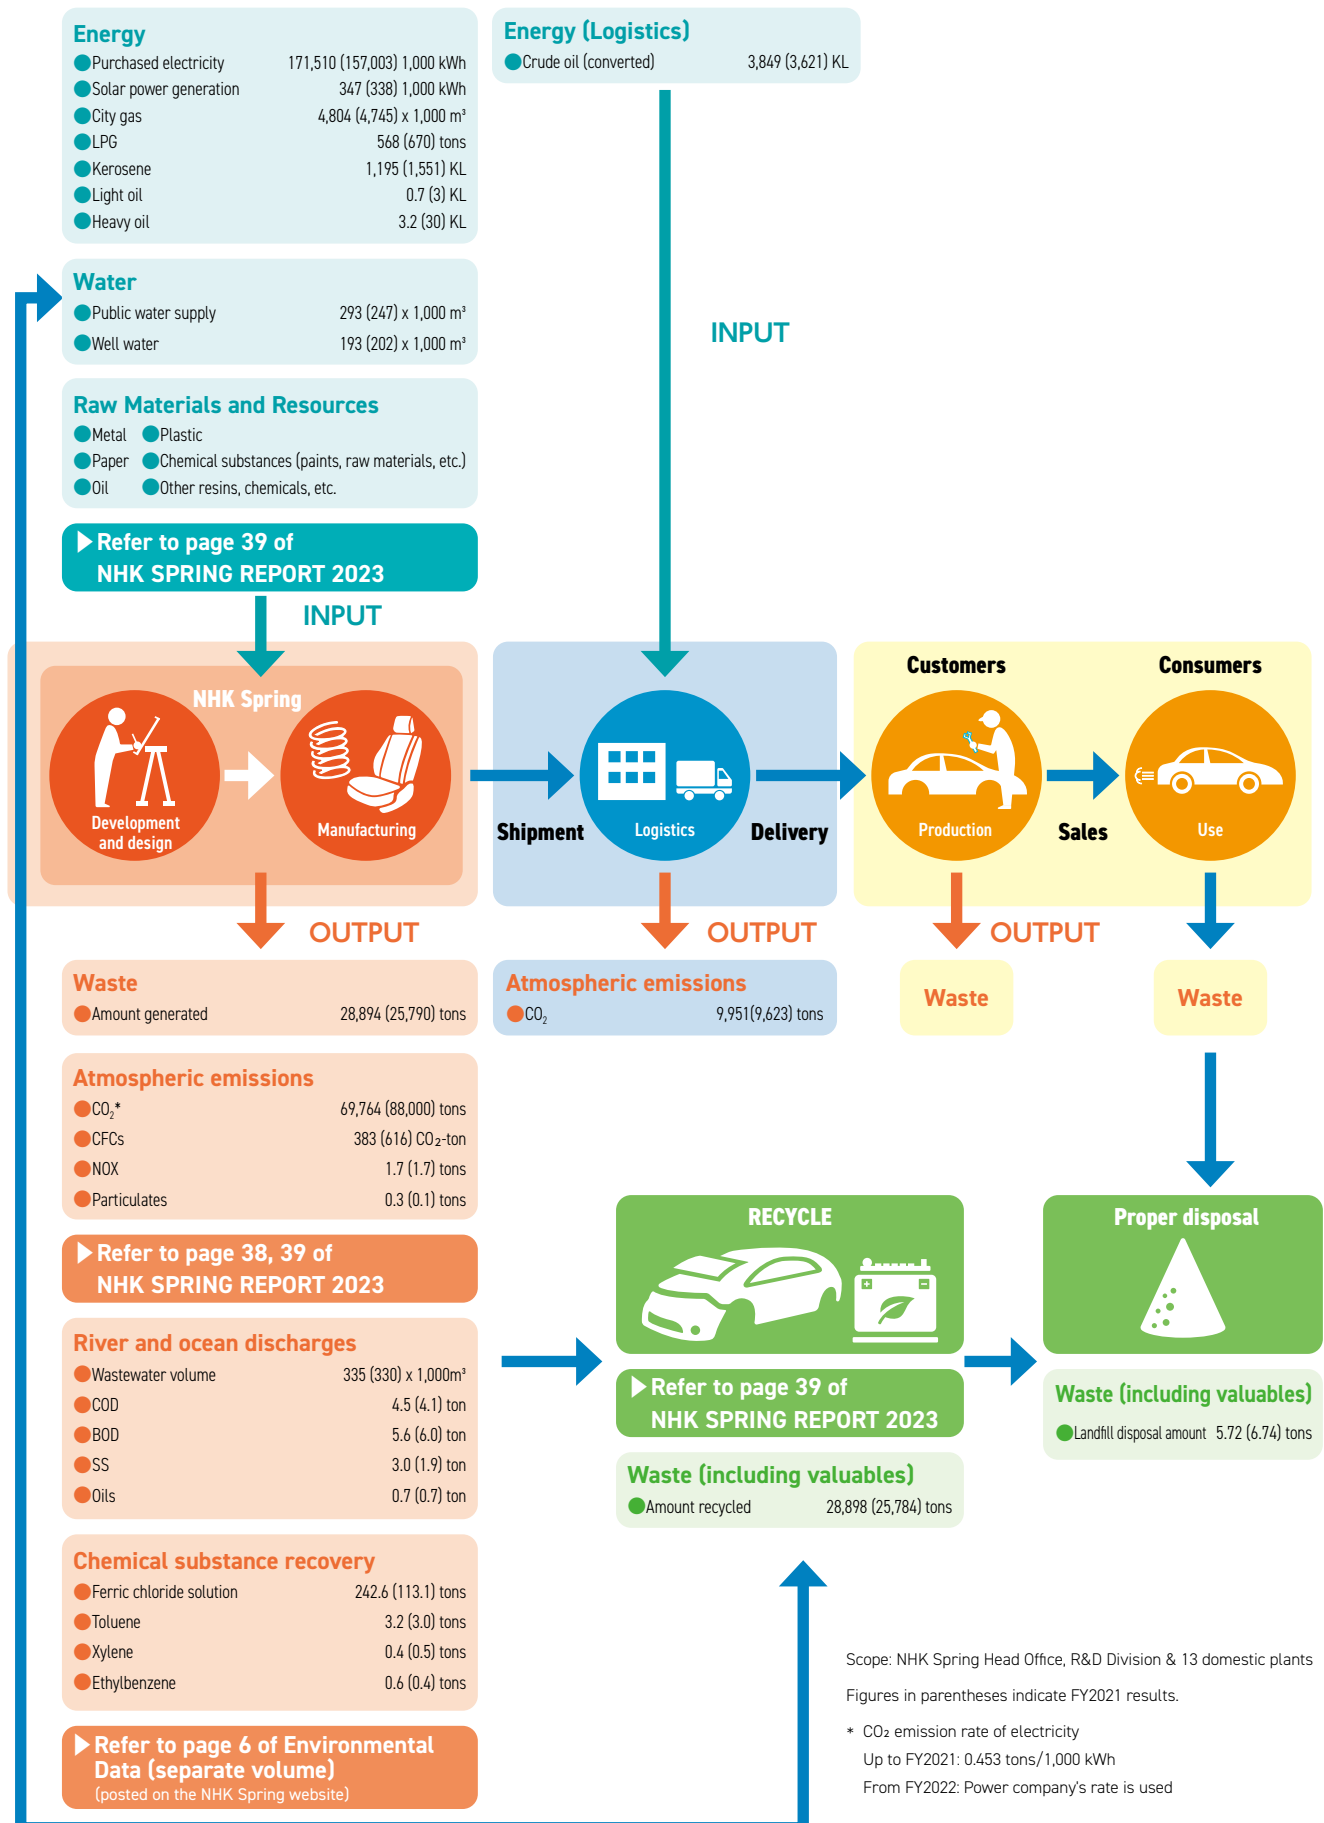 Energy
Purchased electricity 171,510 (157,003) 1,000 kWh
Solar power generation 347 (338) 1,000 kWh
City gas 4,804 (4,745) x 1,000 m³
LPG 568 (670) tons
Kerosene 1,195 (1,551) KL
Light oil 0.7 (3) KL
Heavy oil 3.2 (30) KL
Energy (Logistics)
Crude oil (converted) 3,849 (3,621) KL
Water
Public water supply 293 (247) x 1,000 m³
Well water 193 (202) x 1,000 m³
INPUT
Raw Materials and Resources
Metal Plastic
Paper Chemical substances (paints, raw materials, etc.)
Oil Other resins, chemicals, etc.
Refer to page 39 of
NHK SPRING REPORT 2023
INPUT
NHK Spring
Development
and design
Manufacturing
Shipment
Logistics
Delivery
Customers
Production
Sales
Consumers
Use
OUTPUT
OUTPUT
OUTPUT
Waste
Amount generated 28,894 (25,790) tons
Atmospheric emissions
CO₂ 9,951(9,623) tons
Waste
Waste
Atmospheric emissions
CO₂* 69,764 (88,000) tons
CFCs 383 (616) CO₂-ton
NOX 1.7 (1.7) tons
Particulates 0.3 (0.1) tons
Refer to page 38, 39 of
NHK SPRING REPORT 2023
River and ocean discharges
Wastewater volume 335 (330) x 1,000m³
COD 4.5 (4.1) ton
BOD 5.6 (6.0) ton
SS 3.0 (1.9) ton
Oils 0.7 (0.7) ton
Chemical substance recovery
Ferric chloride solution 242.6 (113.1) tons
Toluene 3.2 (3.0) tons
Xylene 0.4 (0.5) tons
Ethylbenzene 0.6 (0.4) tons
Refer to page 6 of Environmental
Data (separate volume)
(posted on the NHK Spring website)
RECYCLE
Refer to page 39 of
NHK SPRING REPORT 2023
Waste (including valuables)
Amount recycled 28,898 (25,784) tons
Proper disposal
Waste (including valuables)
Landfill disposal amount 5.72 (6.74) tons
Scope: NHK Spring Head Office, R&D Division & 13 domestic plants
Figures in parentheses indicate FY2021 results.
* CO₂ emission rate of electricity
Up to FY2021: 0.453 tons/1,000 kWh
From FY2022: Power company's rate is used